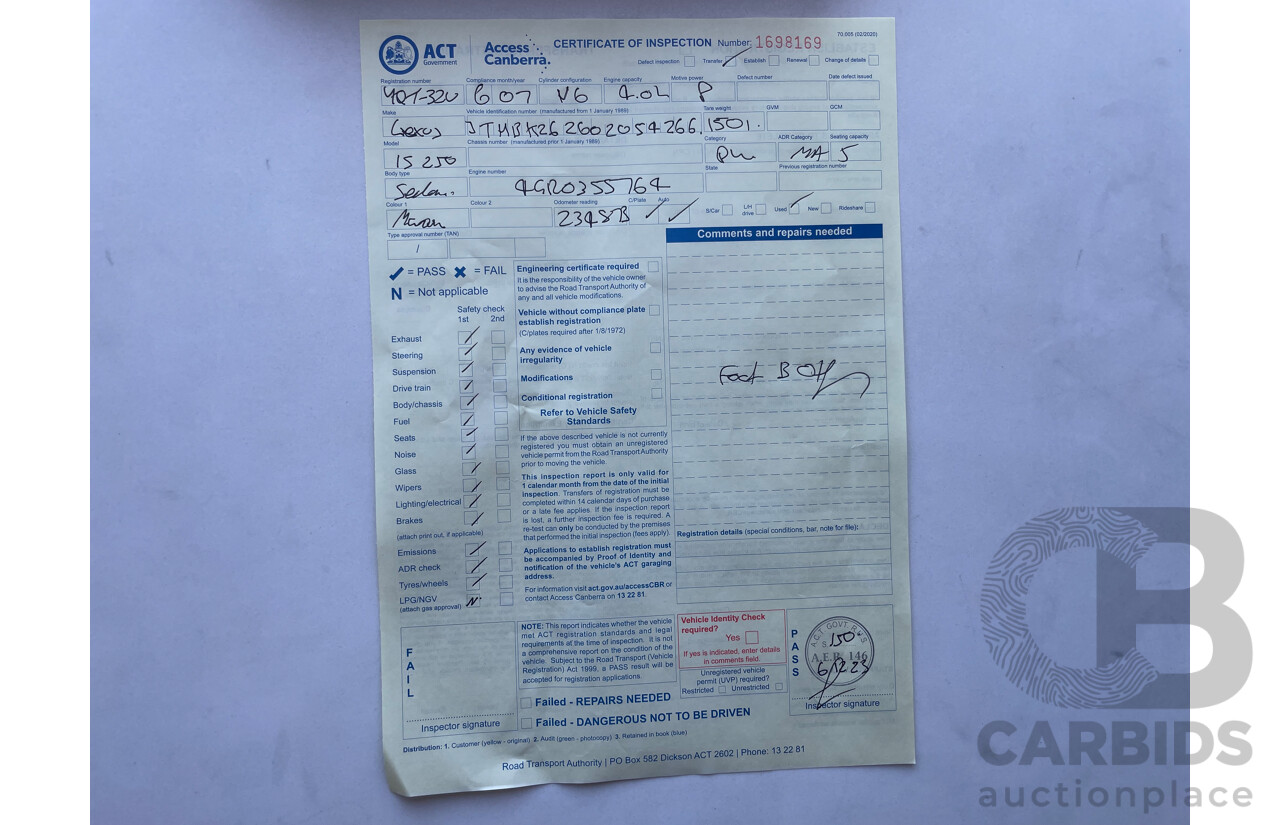 70.005 (02/2020)
ACT Government
Access Canberra.
CERTIFICATE OF INSPECTION Number: 1698169
Defect inspection Transfer Establish Renewal Change of details
Registration number Compliance month/year Cylinder configuration Engine capacity Motive power Defect number Date defect issued
6 07 V6 P
Make Vehicle identification number (manufactured from 1 January 1989) Tare weight GVM GCM
Lexus JTHBK262602054266 1501.
Model Chassis number (manufactured prior 1 January 1989) Category ADR Category Seating capacity
IS 250 MA 5
Body type Engine number State Previous registration number
Sedan. 4GR0355764
Colour 1 Colour 2 Odometer reading C/Plate Auto S/Car L/H drive Used New Rideshare
Maroon
Type approval number (TAN)
/
Comments and repairs needed
= PASS = FAIL
N = Not applicable
Safety check
1st 2nd
Exhaust
Steering
Suspension
Drive train
Body/chassis
Fuel
Seats
Noise
Glass
Wipers
Lighting/electrical
Brakes
(attach print out, if applicable)
Emissions
ADR check
Tyres/wheels
LPG/NGV N
(attach gas approval)
Engineering certificate required
It is the responsibility of the vehicle owner
to advise the Road Transport Authority of
any and all vehicle modifications.
Vehicle without compliance plate
establish registration
(C/plates required after 1/8/1972)
Any evidence of vehicle
irregularity
Modifications
Conditional registration
Refer to Vehicle Safety
Standards
If the above described vehicle is not currently
registered you must obtain an unregistered
vehicle permit from the Road Transport Authority
prior to moving the vehicle.
This inspection report is only valid for
1 calendar month from the date of the initial
inspection. Transfers of registration must be
completed within 14 calendar days of purchase
or a late fee applies. If the inspection report
is lost, a further inspection fee is required. A
re-test can only be conducted by the premises
that performed the initial inspection (fees apply).
Applications to establish registration must
be accompanied by Proof of Identity and
notification of the vehicle's ACT garaging
address.
For information visit act.gov.au/accessCBR or
contact Access Canberra on 13 22 81.
Registration details (special conditions, bar, note for file):
FAIL
Inspector signature
NOTE: This report indicates whether the vehicle
met ACT registration standards and legal
requirements at the time of inspection. It is not
a comprehensive report on the condition of the
vehicle. Subject to the Road Transport (Vehicle
Registration) Act 1999, a PASS result will be
accepted for registration applications.
Failed - REPAIRS NEEDED
Failed - DANGEROUS NOT TO BE DRIVEN
Vehicle Identity Check
required?
Yes
If yes is indicated, enter details
in comments field.
Unregistered vehicle
permit (UVP) required?
Restricted Unrestricted
PASS
150
A.E.B. 146
Inspector signature
Distribution: 1. Customer (yellow - original) 2. Audit (green - photocopy) 3. Retained in book (blue)
Road Transport Authority | PO Box 582 Dickson ACT 2602 | Phone: 13 22 81
CB
CARBIDS
auctionplace